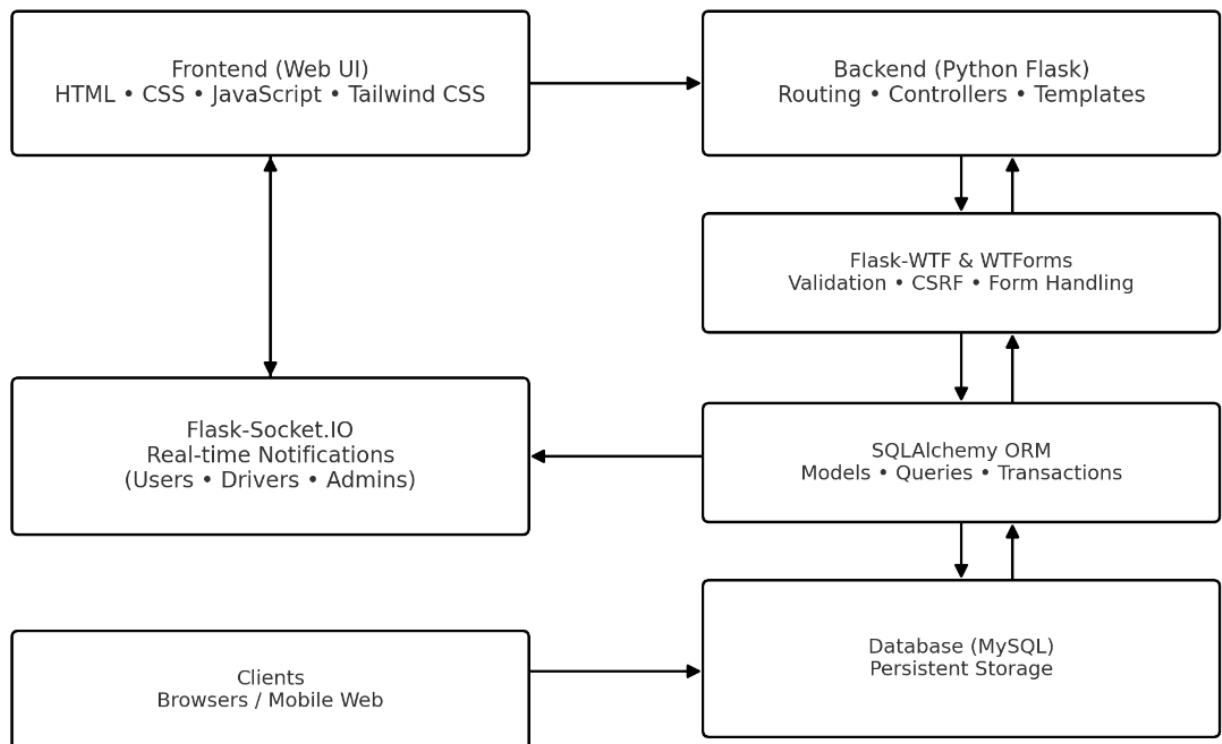 Frontend (Web UI)
HTML • CSS • JavaScript • Tailwind CSS
Backend (Python Flask)
Routing • Controllers • Templates
Flask-WTF & WTForms
Validation • CSRF • Form Handling
Flask-Socket.IO
Real-time Notifications
(Users • Drivers • Admins)
SQLAlchemy ORM
Models • Queries • Transactions
Database (MySQL)
Persistent Storage
Clients
Browsers / Mobile Web